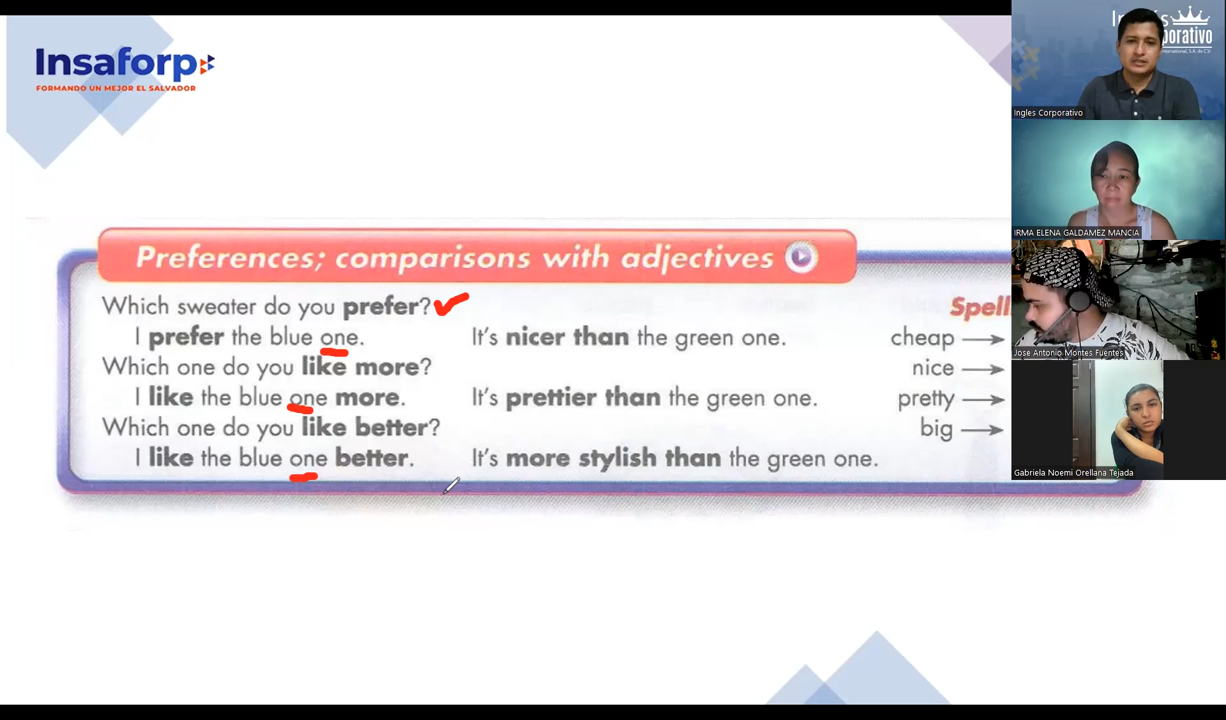 Insaforp
FORMANDO UN MEJOR EL SALVADOR
Preferences; comparisons with adjectives
Which sweater do you prefer?
I prefer the blue one.
It's nicer than the green one.
Which one do you like more?
I like the blue one more.
It's prettier than the green one.
Which one do you like better?
I like the blue one better.
It's more stylish than the green one.
Spell
cheap →
nice →
pretty →
big →
Ingles Corporativo
IRMA ELENA GALDAMEZ MANCIA
Jose Antonio Montes Fuentes
Gabriela Noemi Orellana Tejada